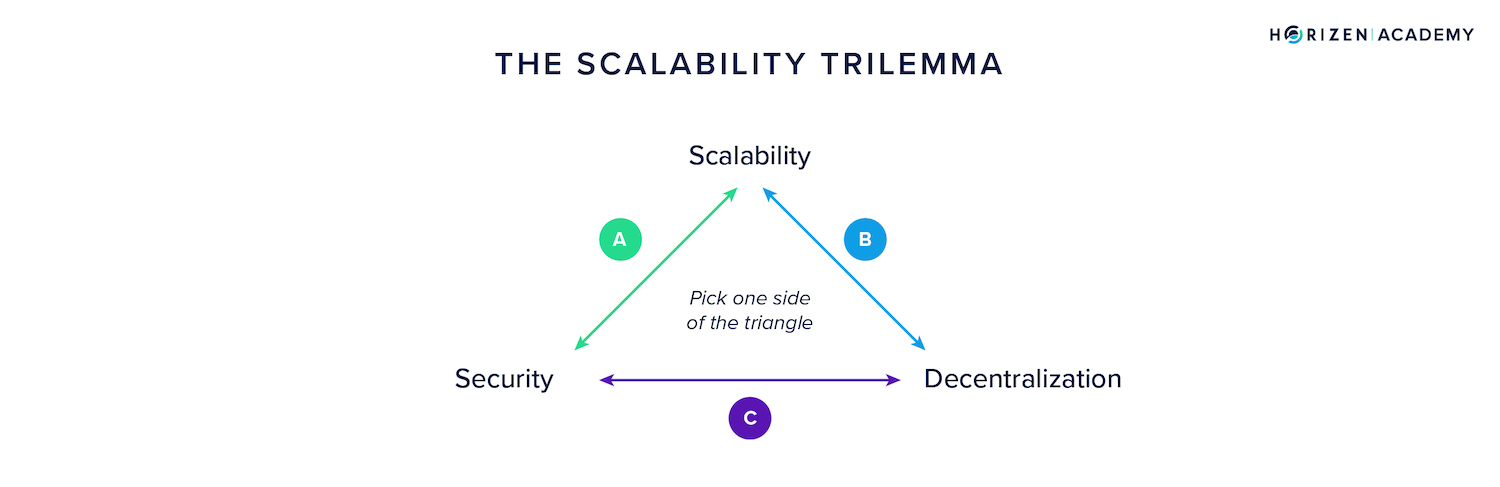 HORIZEN|ACADEMY
THE SCALABILITY TRILEMMA
Scalability
A
B
Pick one side
of the triangle
Security
Decentralization
C